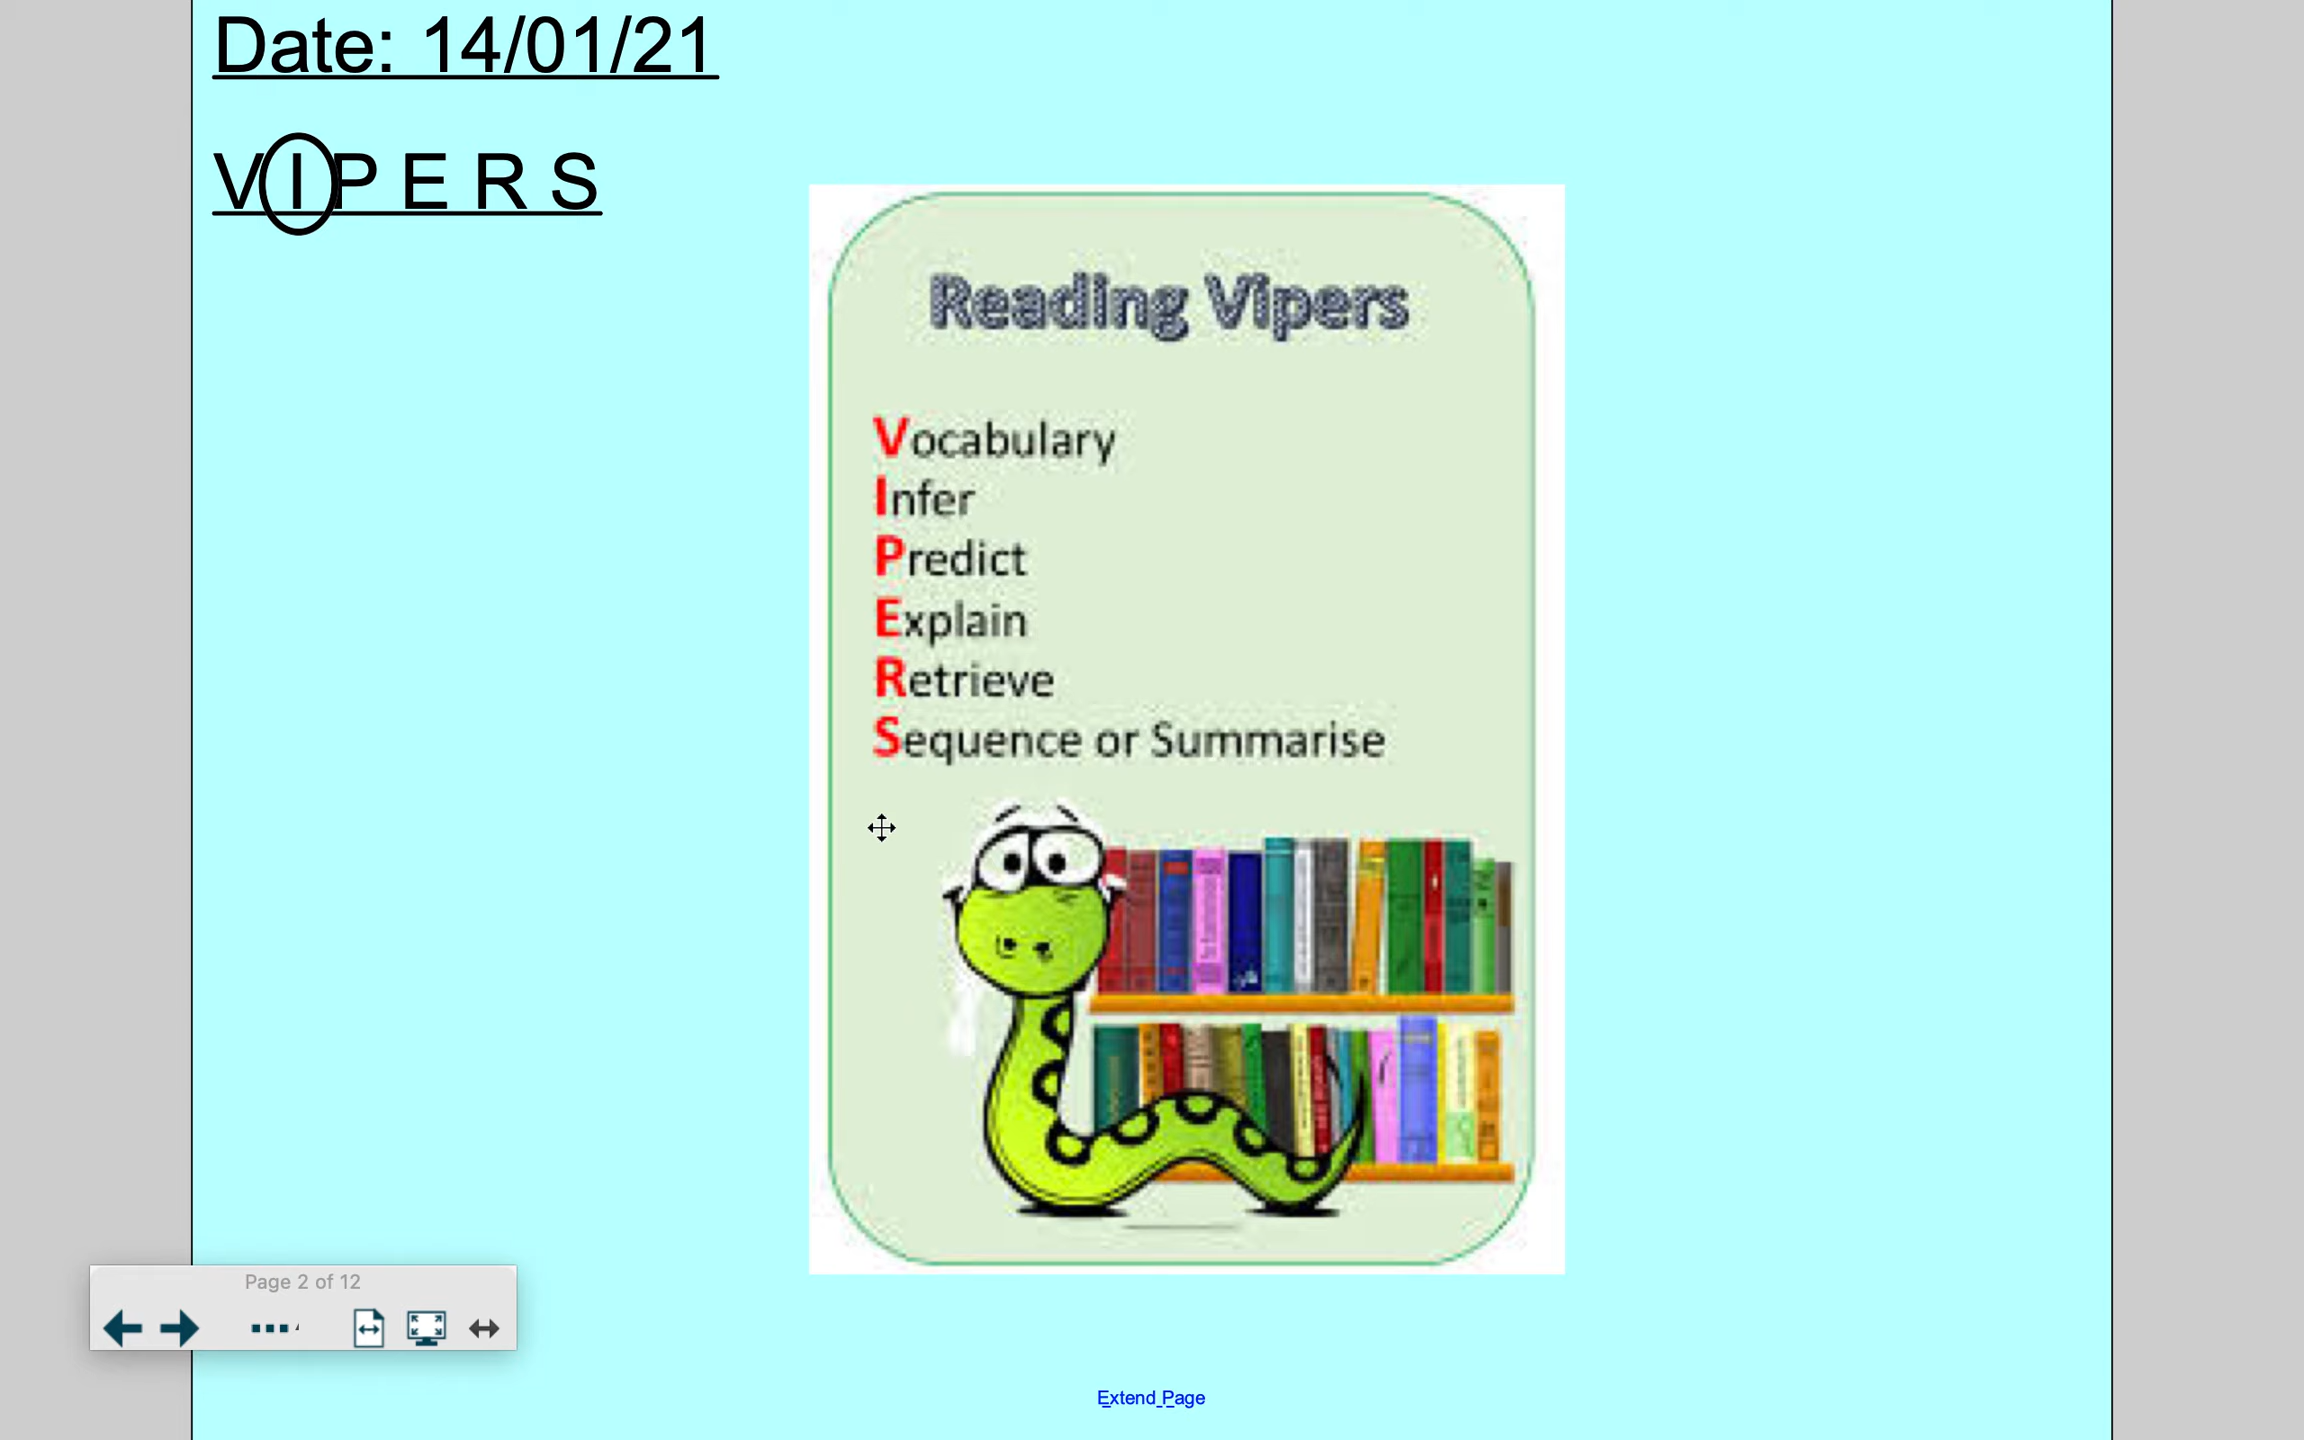 Date: 14/01/21
V I P E R S
Reading Vipers
Vocabulary
Infer
Predict
Explain
Retrieve
Sequence or Summarise
Page 2 of 12
Extend Page